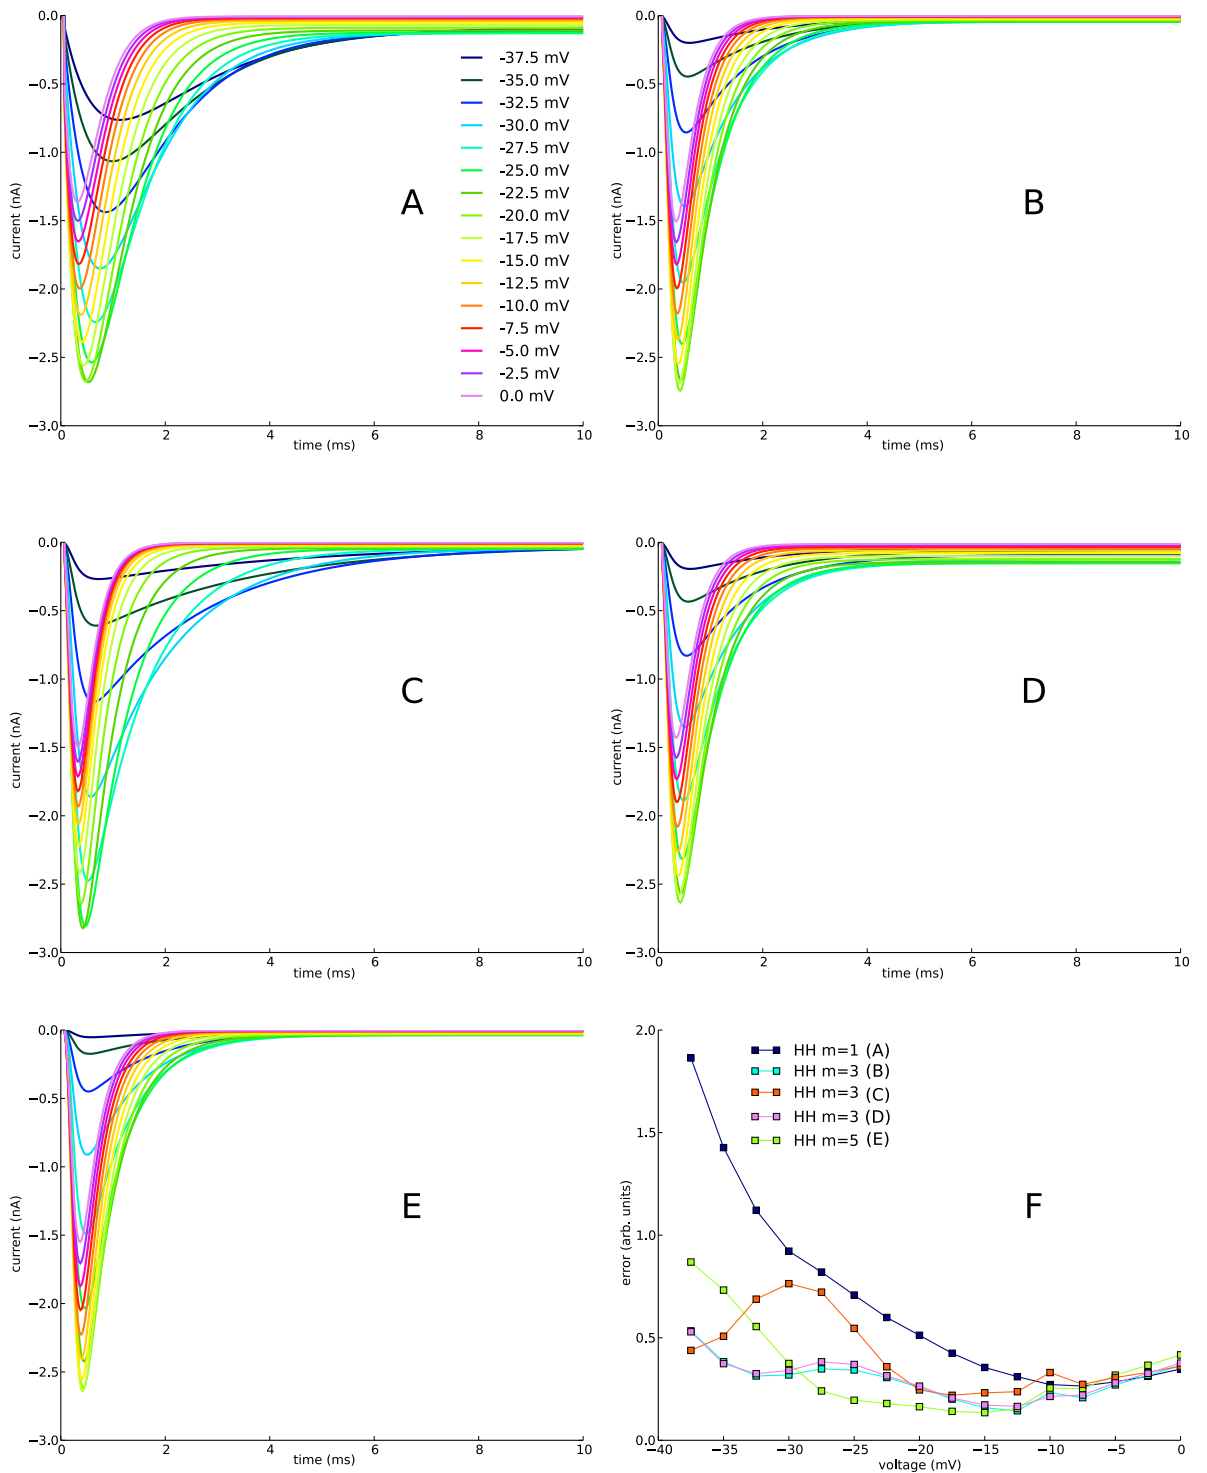 0.0
−0.5
−1.0
−1.5
−2.0
−2.5
−3.0
current (nA)
0 2 4 6 8 10
time (ms)
-37.5 mV
-35.0 mV
-32.5 mV
-30.0 mV
-27.5 mV
-25.0 mV
-22.5 mV
-20.0 mV
-17.5 mV
-15.0 mV
-12.5 mV
-10.0 mV
-7.5 mV
-5.0 mV
-2.5 mV
0.0 mV
A
0.0
−0.5
−1.0
−1.5
−2.0
−2.5
−3.0
current (nA)
0 2 4 6 8 10
time (ms)
B
0.0
−0.5
−1.0
−1.5
−2.0
−2.5
−3.0
current (nA)
0 2 4 6 8 10
time (ms)
C
0.0
−0.5
−1.0
−1.5
−2.0
−2.5
−3.0
current (nA)
0 2 4 6 8 10
time (ms)
D
0.0
−0.5
−1.0
−1.5
−2.0
−2.5
−3.0
current (nA)
0 2 4 6 8 10
time (ms)
E
2.0
1.5
1.0
0.5
0.0
error (arb. units)
−40 −35 −30 −25 −20 −15 −10 −5 0
voltage (mV)
HH m=1 (A)
HH m=3 (B)
HH m=3 (C)
HH m=3 (D)
HH m=5 (E)
F